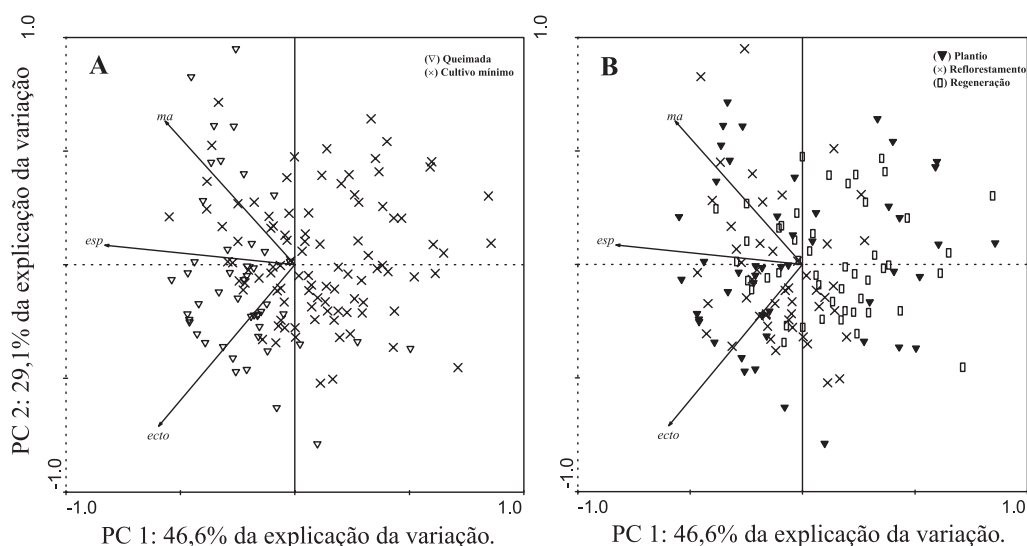 1.0
1.0
A
(▽) Queimada
(×) Cultivo mínimo
B
(▼) Plantio
(×) Reflorestamento
(▯) Regeneração
ma
ma
esp
esp
ecto
ecto
PC 2: 29,1% da explicação da variação
-1.0
-1.0
-1.0
1.0
-1.0
1.0
PC 1: 46,6% da explicação da variação.
PC 1: 46,6% da explicação da variação.